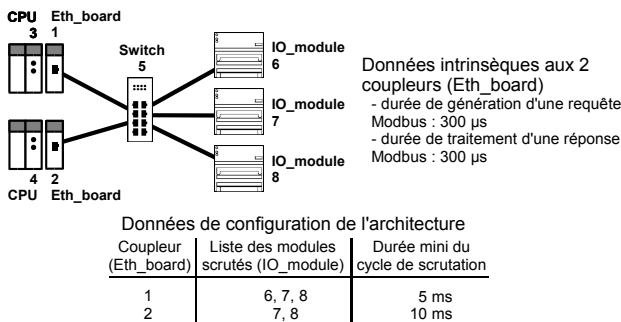 CPU Eth_board
3 1
Switch
5
IO_module
6
IO_module
7
IO_module
8
4 2
CPU Eth_board
Données intrinsèques aux 2
coupleurs (Eth_board)
- durée de génération d'une requête
Modbus : 300 µs
- durée de traitement d'une réponse
Modbus : 300 µs
Données de configuration de l'architecture
Coupleur Liste des modules Durée mini du
(Eth_board) scrutés (IO_module) cycle de scrutation
1 6, 7, 8 5 ms
2 7, 8 10 ms